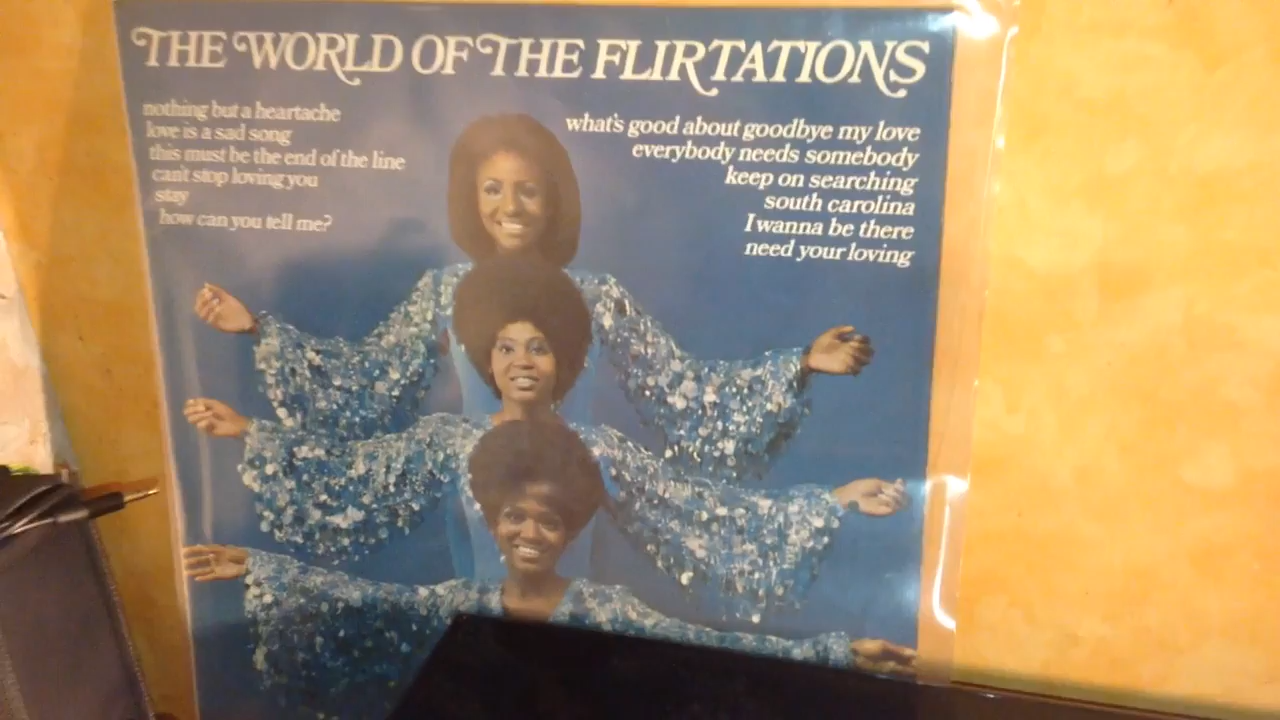 THE WORLD OF THE FLIRTATIONS
nothing but a heartache
love is a sad song
this must be the end of the line
can't stop loving you
stay
how can you tell me?
what's good about goodbye my love
everybody needs somebody
keep on searching
south carolina
I wanna be there
need your loving